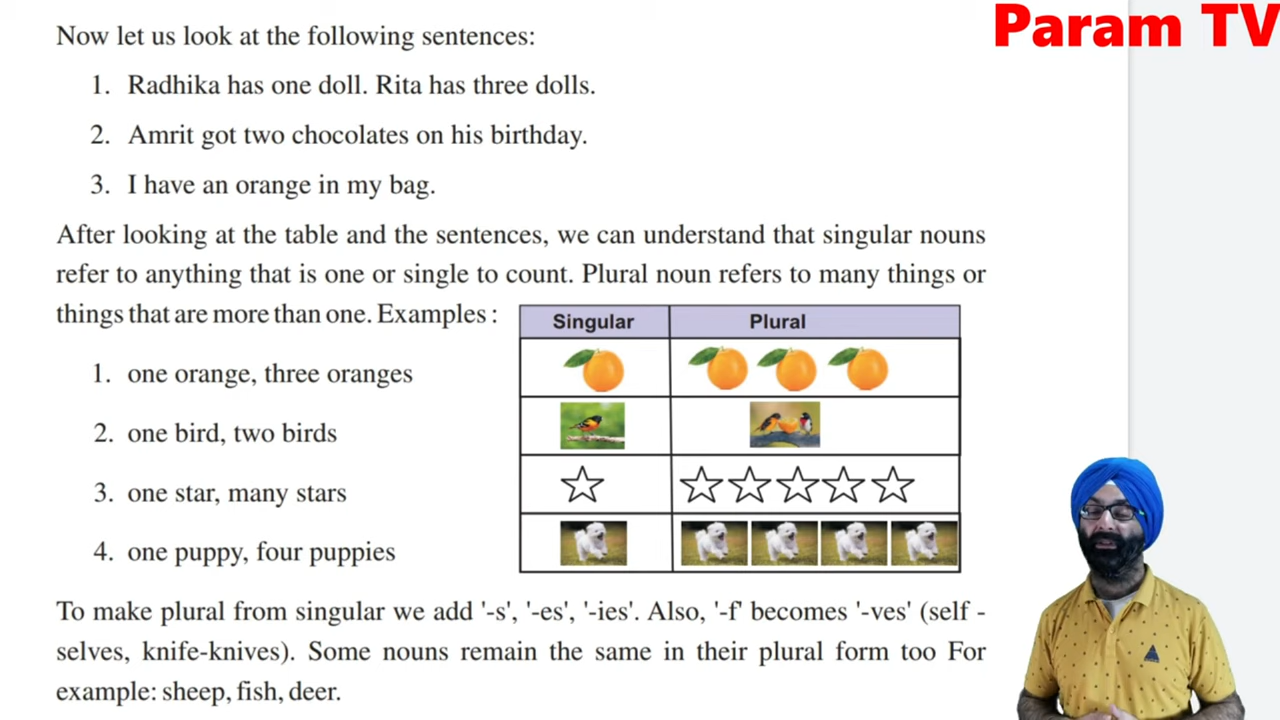 Param TV
Now let us look at the following sentences:
1. Radhika has one doll. Rita has three dolls.
2. Amrit got two chocolates on his birthday.
3. I have an orange in my bag.
After looking at the table and the sentences, we can understand that singular nouns
refer to anything that is one or single to count. Plural noun refers to many things or
things that are more than one. Examples :
1. one orange, three oranges
2. one bird, two birds
3. one star, many stars
4. one puppy, four puppies
Singular Plural
To make plural from singular we add '-s', '-es', '-ies'. Also, '-f' becomes '-ves' (self -
selves, knife-knives). Some nouns remain the same in their plural form too For
example: sheep, fish, deer.